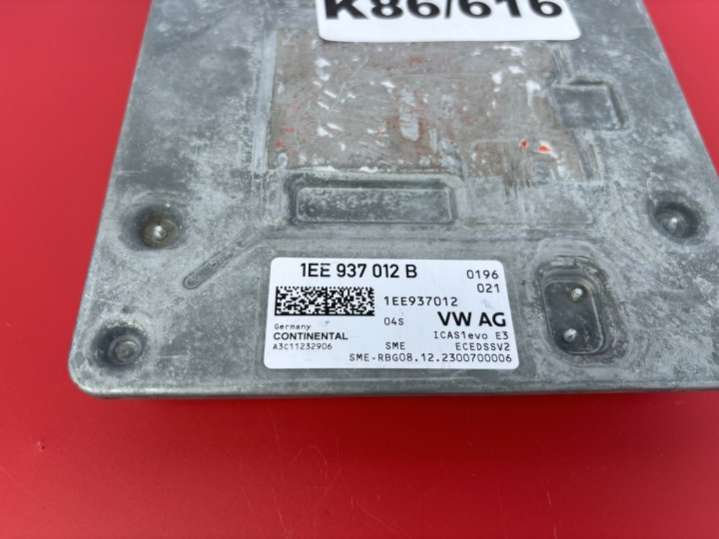 K86/616
1EE 937 012 B
0196
021
1EE937012
04S
VW AG
Germany
CONTINENTAL
A3C11232906
ICAS1evo E3
SME
ECEDSSV2
SME-RBG08.12.2300700006